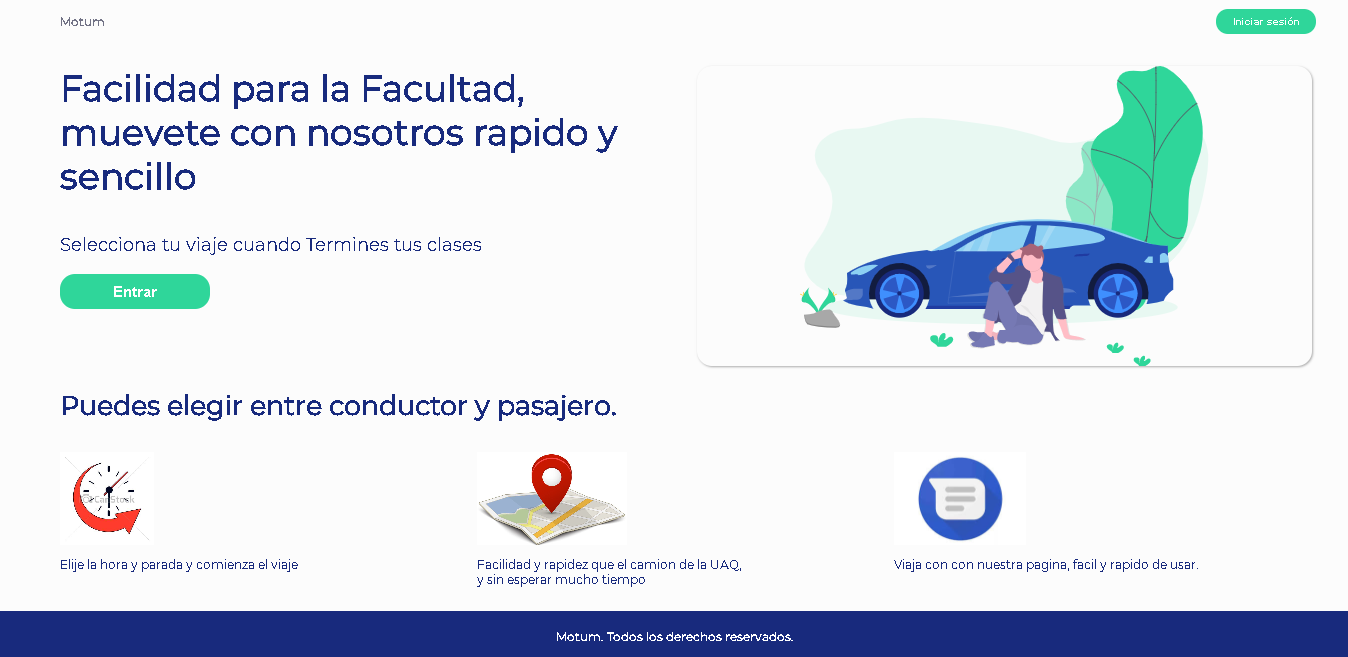 Motum
Iniciar sesión
Facilidad para la Facultad,
muevete con nosotros rapido y
sencillo
Selecciona tu viaje cuando Termines tus clases
Entrar
Puedes elegir entre conductor y pasajero.
Elije la hora y parada y comienza el viaje
Facilidad y rapidez que el camion de la UAQ,
y sin esperar mucho tiempo
Viaja con con nuestra pagina, facil y rapido de usar.
Motum. Todos los derechos reservados.